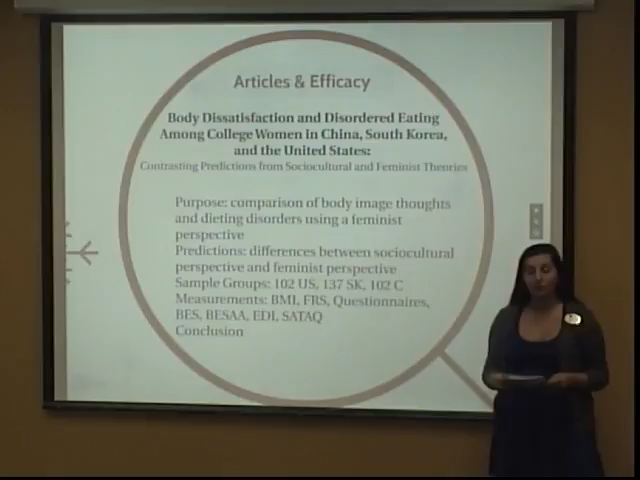 Articles & Efficacy
Body Dissatisfaction and Disordered Eating
Among College Women in China, South Korea,
and the United States:
Contrasting Predictions from Sociocultural and Feminist Theories
Purpose: comparison of body image thoughts
and dieting disorders using a feminist
perspective
Predictions: differences between sociocultural
perspective and feminist perspective
Sample Groups: 102 US, 137 SK, 102 C
Measurements: BMI, FRS, Questionnaires,
BES, BESAA, EDI, SATAQ
Conclusion